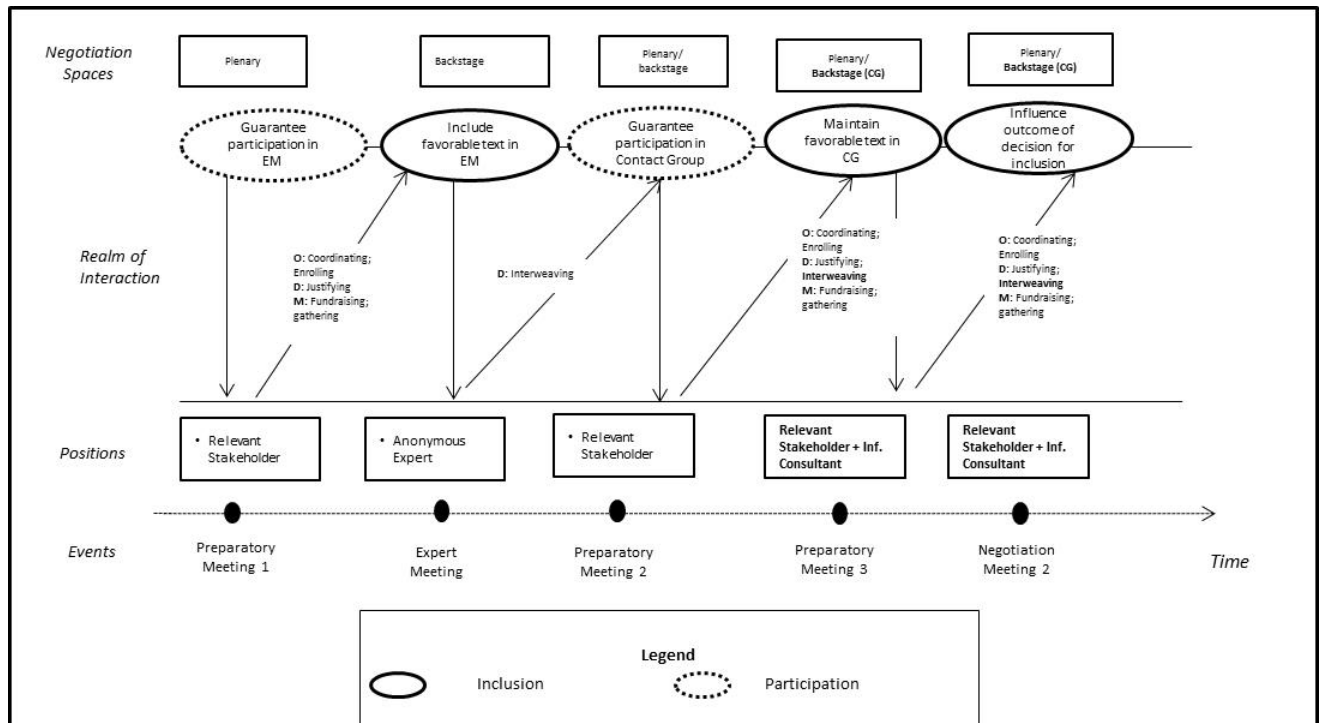 Negotiation
Spaces
Plenary
Backstage
Plenary/
backstage
Plenary/
Backstage (CG)
Plenary/
Backstage (CG)
Guarantee
participation in
EM
Include
favorable text in
EM
Guarantee
participation in
Contact Group
Maintain
favorable text in
CG
Influence
outcome of
decision for
inclusion
Realm of
Interaction
O: Coordinating;
Enrolling
D: Justifying
M: Fundraising;
gathering
D: Interweaving
O: Coordinating;
Enrolling
D: Justifying;
Interweaving
M: Fundraising;
gathering
O: Coordinating;
Enrolling
D: Justifying;
Interweaving
M: Fundraising;
gathering
Positions
• Relevant
Stakeholder
• Anonymous
Expert
• Relevant
Stakeholder
Relevant
Stakeholder + Inf.
Consultant
Relevant
Stakeholder + Inf.
Consultant
Events
Preparatory
Meeting 1
Expert
Meeting
Preparatory
Meeting 2
Preparatory
Meeting 3
Negotiation
Meeting 2
Time
Legend
Inclusion
Participation